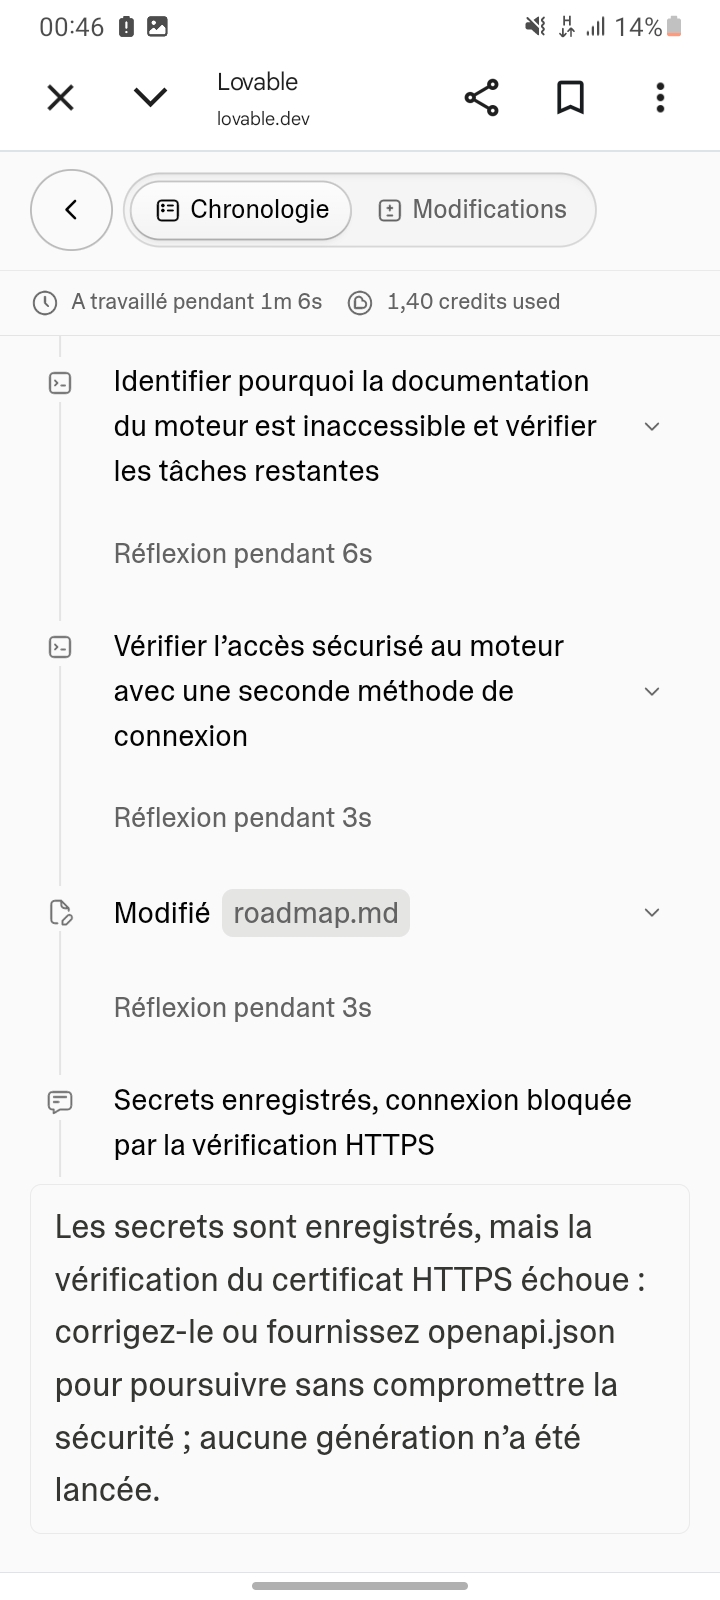 00:46
14%
Lovable
lovable.dev
Chronologie
Modifications
A travaillé pendant 1m 6s
1,40 credits used
Identifier pourquoi la documentation
du moteur est inaccessible et vérifier
les tâches restantes
Réflexion pendant 6s
Vérifier l’accès sécurisé au moteur
avec une seconde méthode de
connexion
Réflexion pendant 3s
Modifié roadmap.md
Réflexion pendant 3s
Secrets enregistrés, connexion bloquée
par la vérification HTTPS
Les secrets sont enregistrés, mais la
vérification du certificat HTTPS échoue :
corrigez-le ou fournissez openapi.json
pour poursuivre sans compromettre la
sécurité ; aucune génération n’a été
lancée.